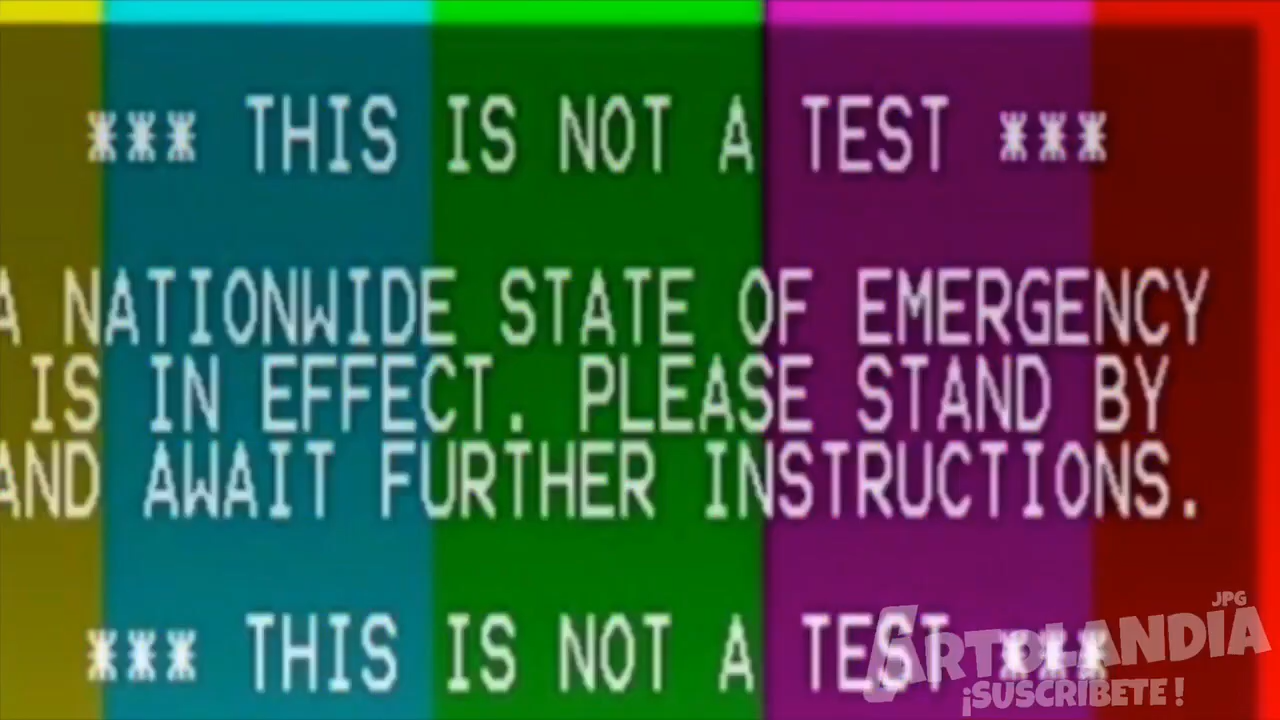 *** THIS IS NOT A TEST ***
A NATIONWIDE STATE OF EMERGENCY
IS IN EFFECT. PLEASE STAND BY
AND AWAIT FURTHER INSTRUCTIONS.
*** THIS IS NOT A TEST ***
JPG
ARTOLANDIA
¡SUSCRÍBETE!